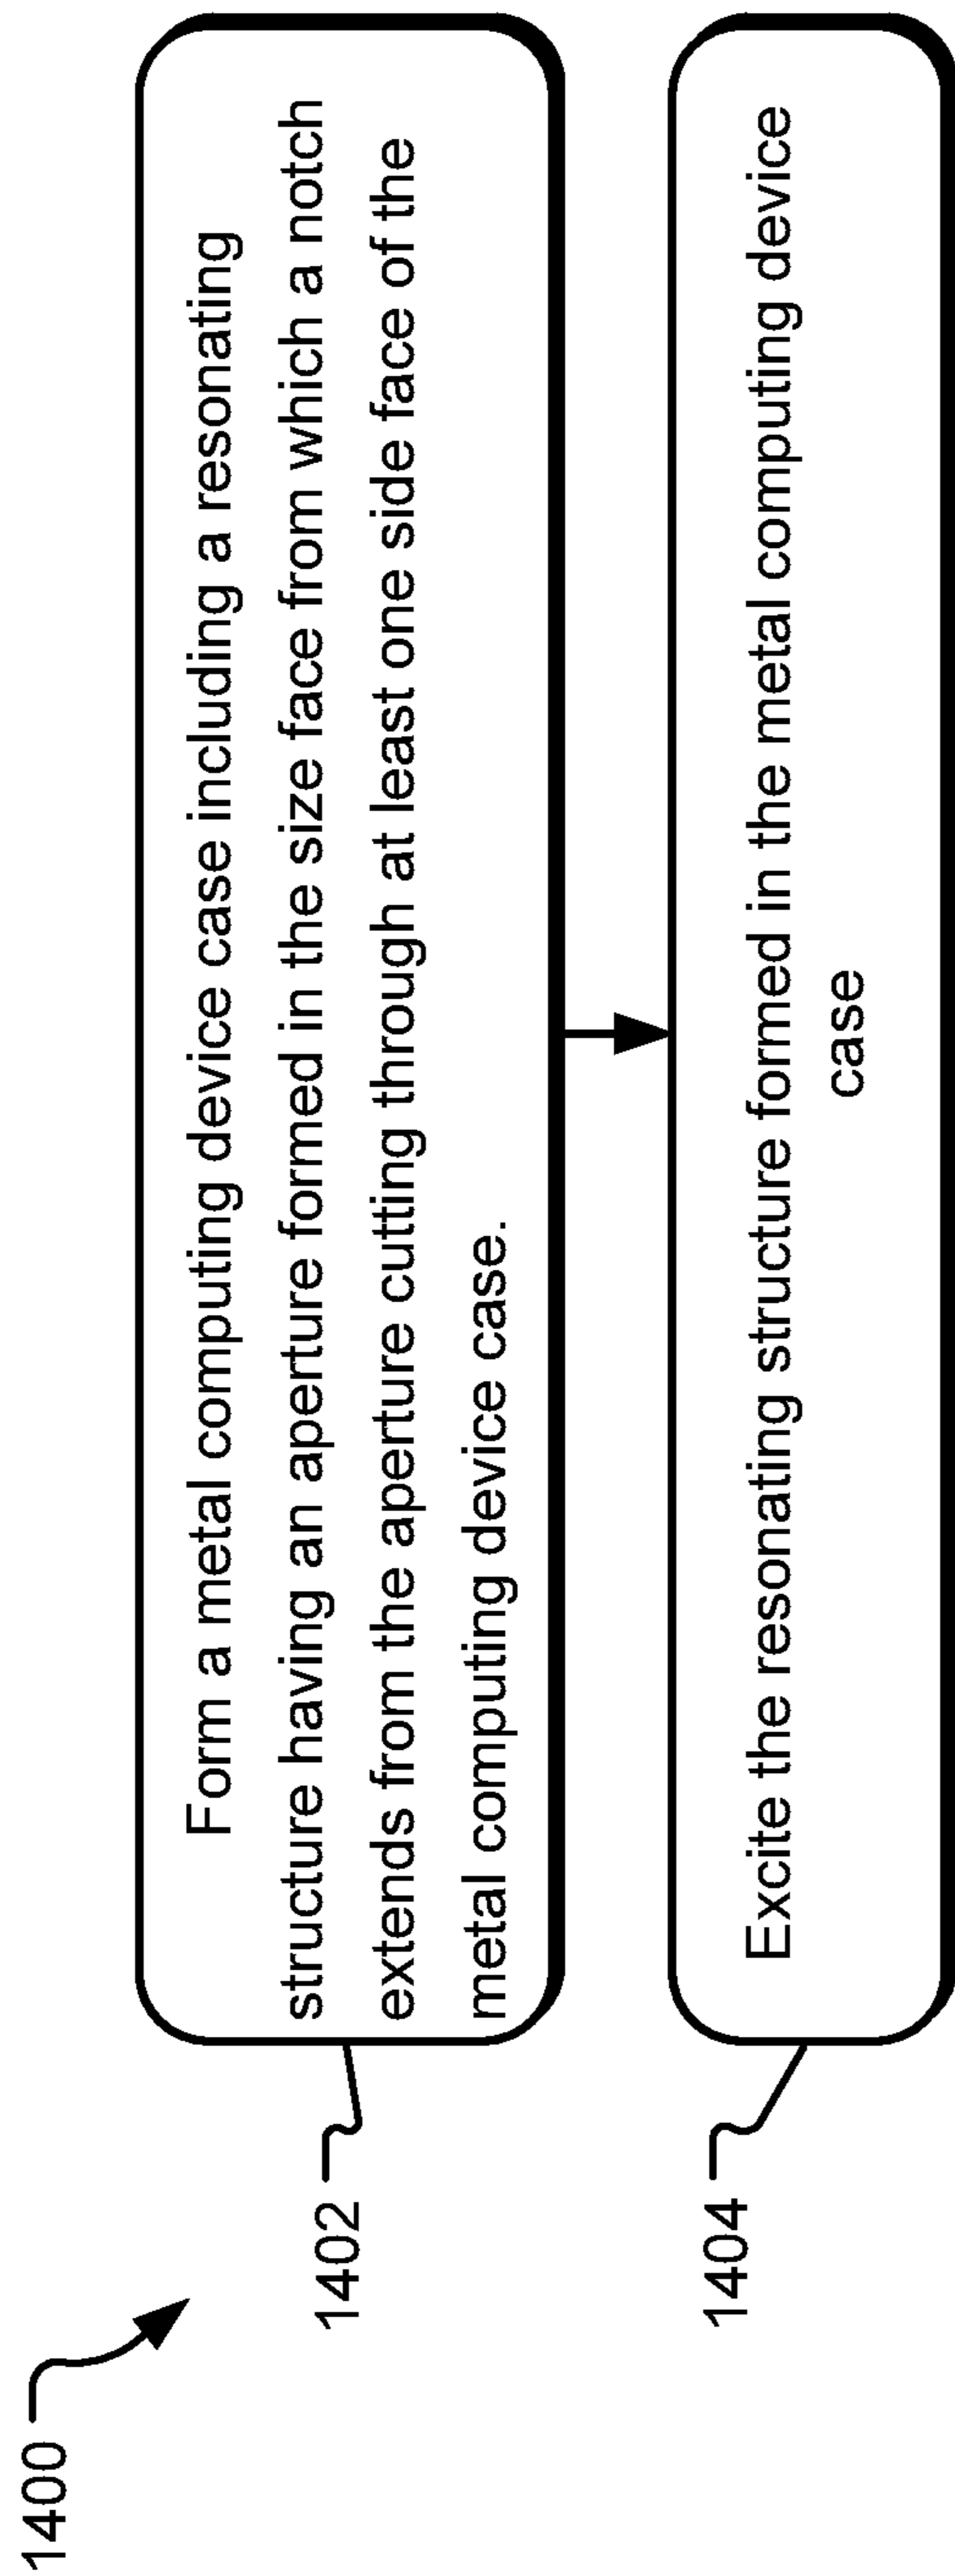 1400
1402
Form a metal computing device case including a resonating
structure having an aperture formed in the size face from which a notch
extends from the aperture cutting through at least one side face of the
metal computing device case.
1404
Excite the resonating structure formed in the metal computing device
case